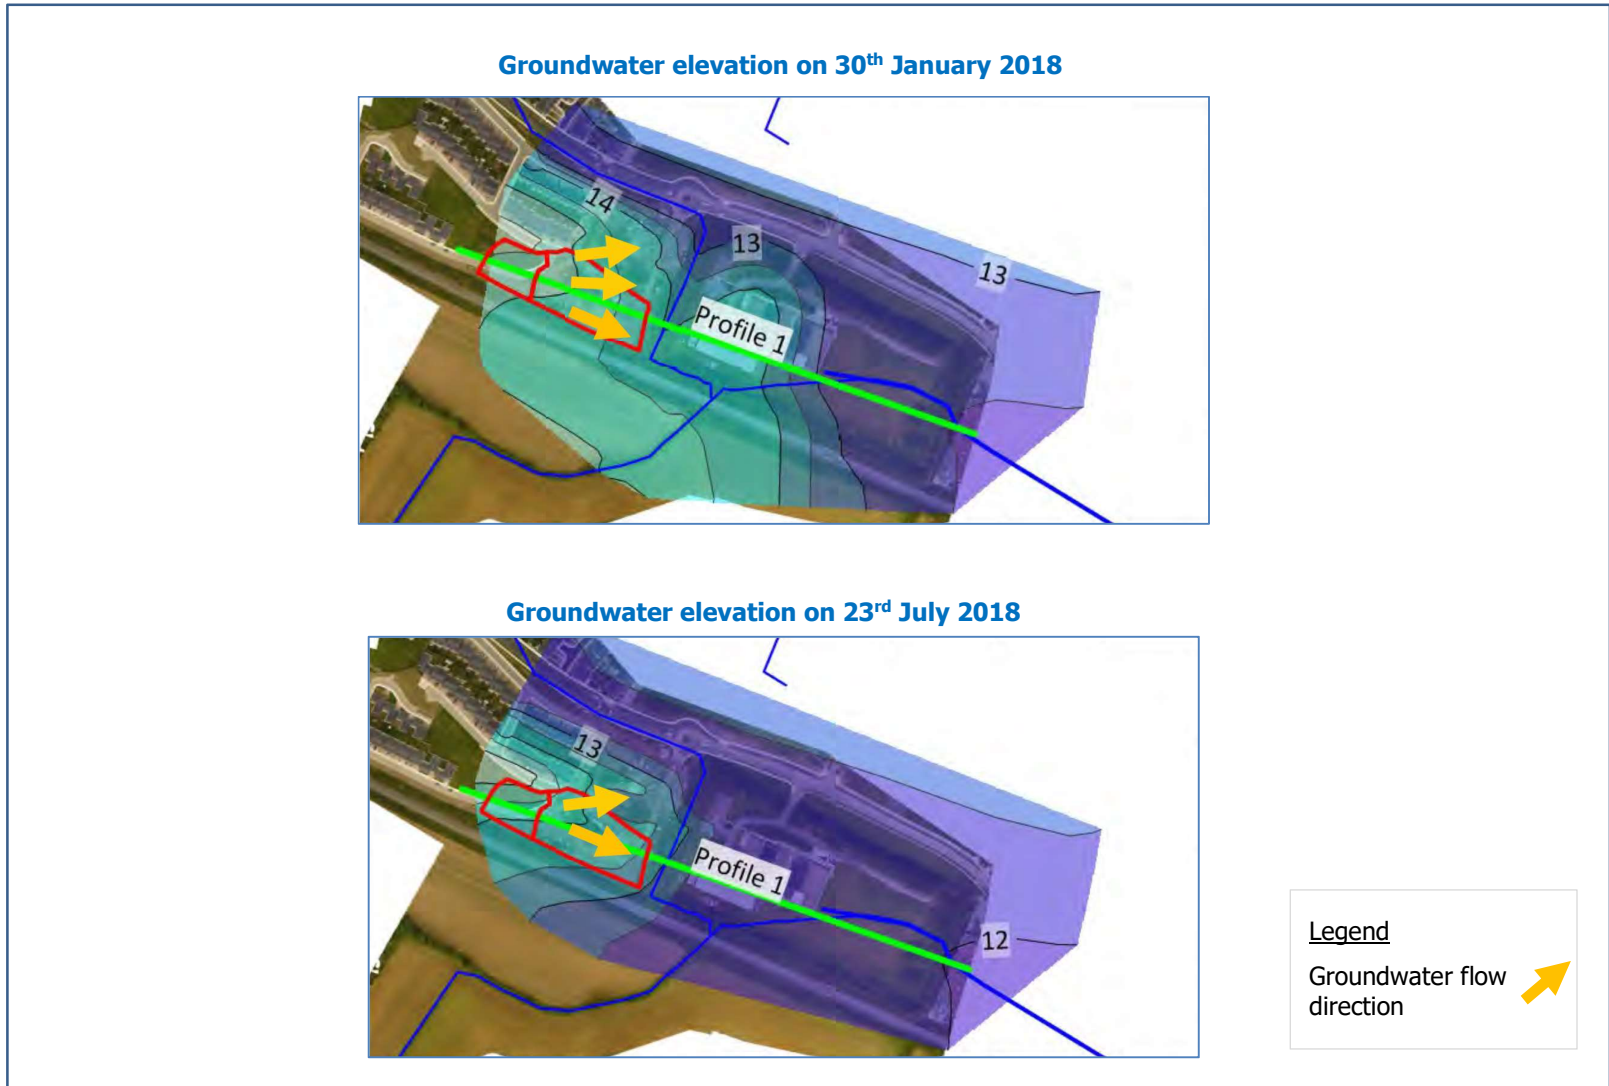 Groundwater elevation on 30th January 2018
14
13
13
Profile 1
Groundwater elevation on 23rd July 2018
13
Profile 1
12
Legend
Groundwater flow
direction